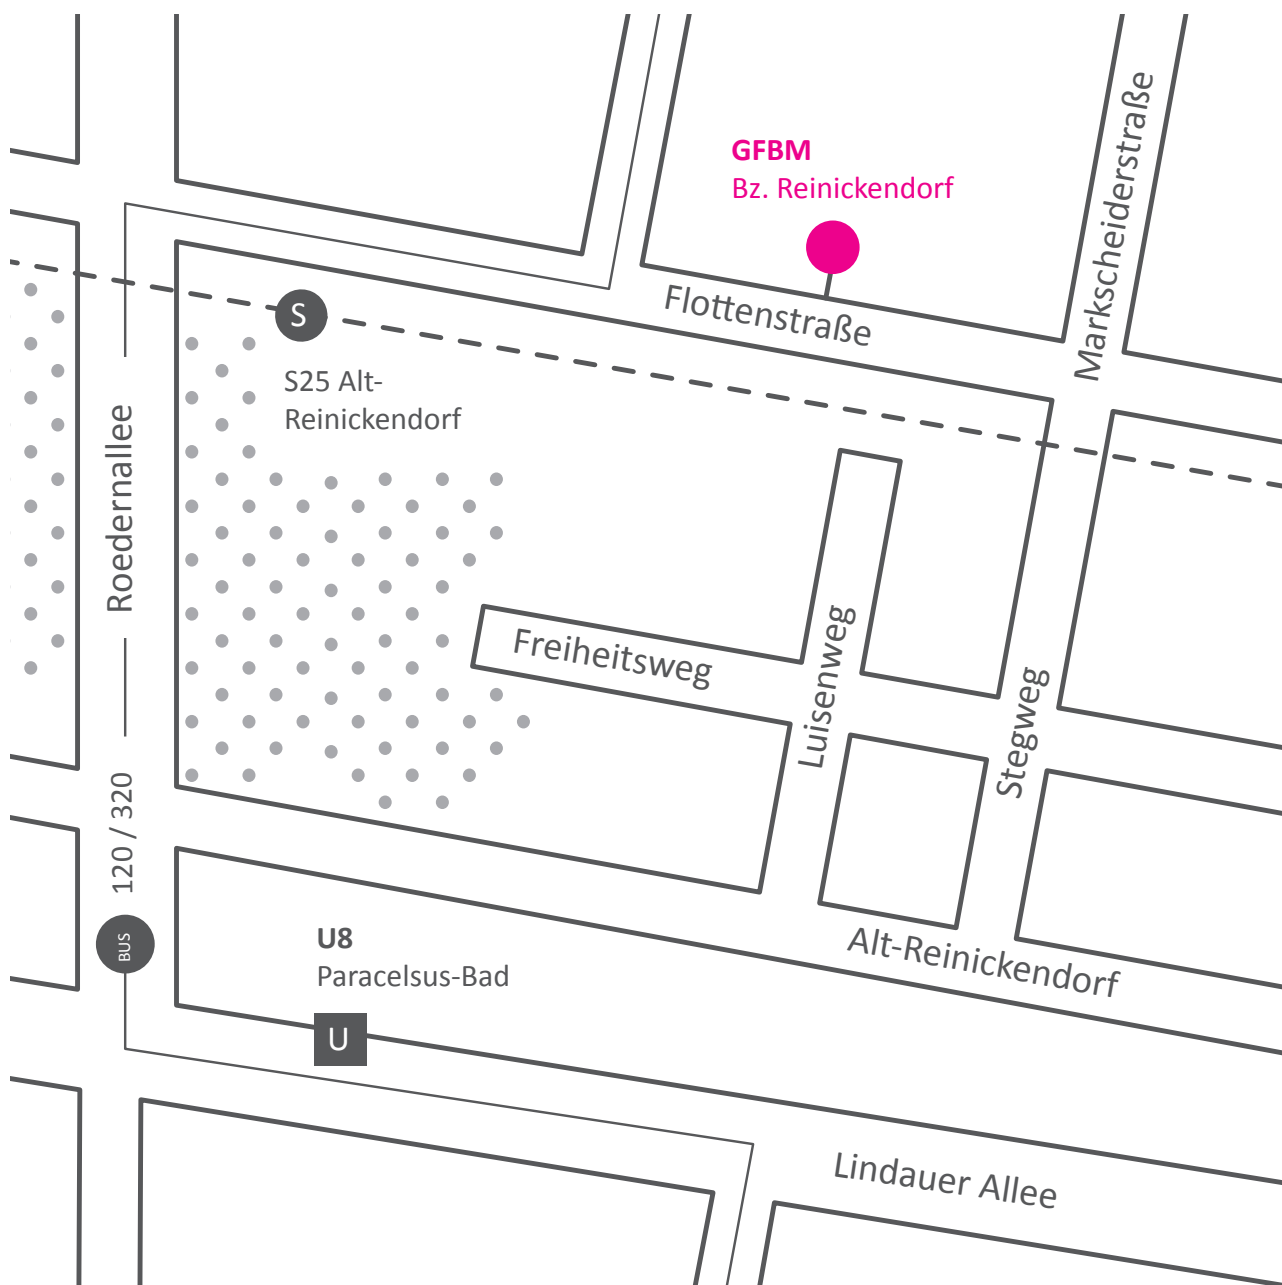 GFBM
Bz. Reinickendorf
Markscheiderstraße
Flottenstraße
S
S25 Alt-
Reinickendorf
Roedernallee
Freiheitsweg
Luisenweg
Stegweg
120 / 320
BUS
U8
Paracelsus-Bad
U
Alt-Reinickendorf
Lindauer Allee